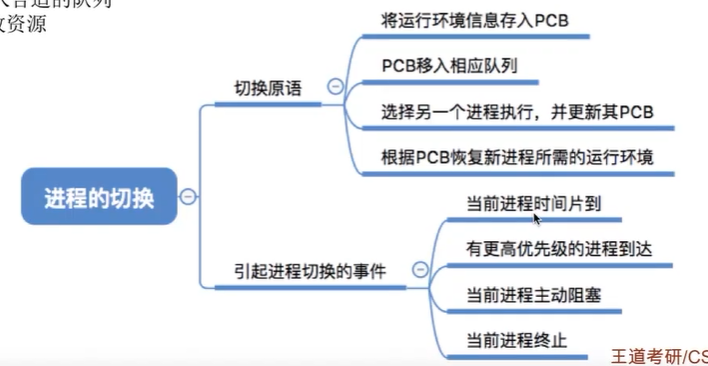 入管道的队列
资源
将运行环境信息存入PCB
切换原语
PCB移入相应队列
选择另一个进程执行，并更新其PCB
根据PCB恢复新进程所需的运行环境
进程的切换
当前进程时间片到
有更高优先级的进程到达
引起进程切换的事件
当前进程主动阻塞
当前进程终止
王道考研/CS